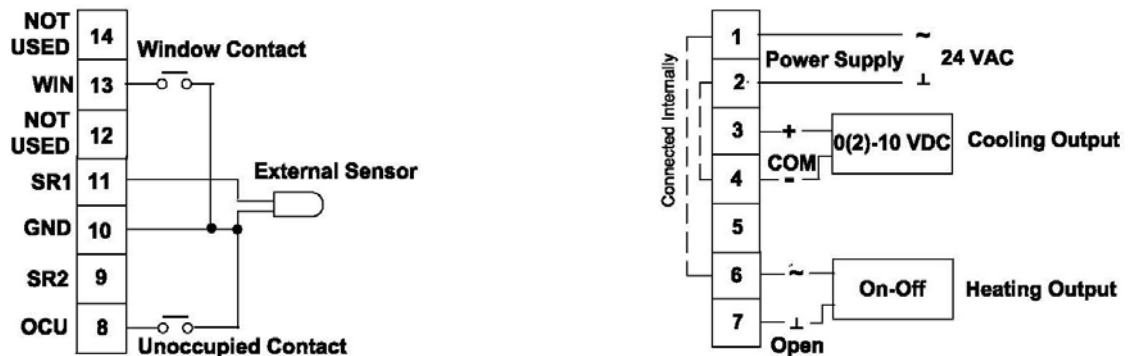 NOT
USED 14
Window Contact
WIN 13
NOT
USED 12
SR1 11
External Sensor
GND 10
SR2 9
OCU 8
Unoccupied Contact
Connected Internally
1 ~
Power Supply 24 VAC
2 ⊥
3 +
0(2)-10 VDC Cooling Output
COM
4 -
5
6 ~
On-Off Heating Output
7 ⊥
Open